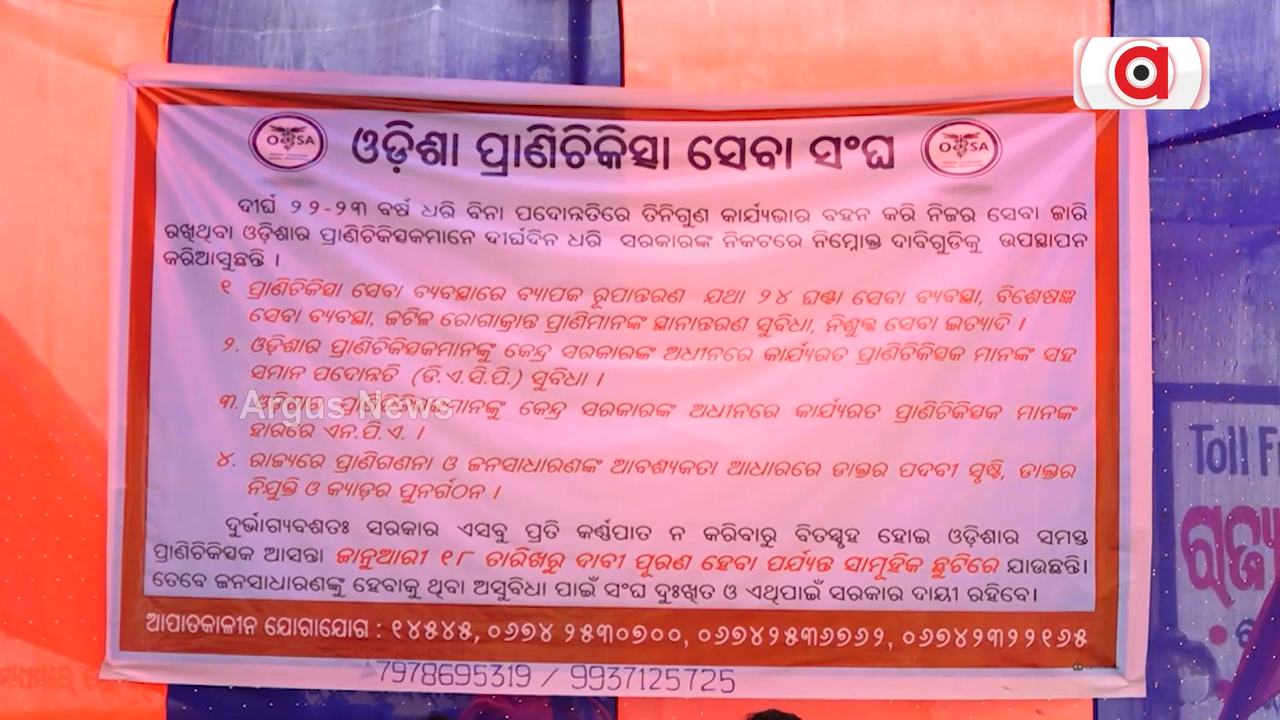 a
OVSA
ଓଡ଼ିଶା ପ୍ରାଣିଚିକିତ୍ସା ସେବା ସଂଘ
OVSA
ଦୀର୍ଘ ୨୨-୨୩ ବର୍ଷ ଧରି ବିନା ପଦୋନ୍ନତିରେ ତିନିଗୁଣ କାର୍ଯ୍ୟଭାର ବହନ କରି ନିଜର ସେବା ଜାରି
ରଖିଥିବା ଓଡ଼ିଶାର ପ୍ରାଣିଚିକିତ୍ସକମାନେ ଦୀର୍ଘଦିନ ଧରି ସରକାରଙ୍କ ନିକଟରେ ନିମ୍ନୋକ୍ତ ଦାବିଗୁଡିକୁ ଉପସ୍ଥାପନ
କରିଆସୁଛନ୍ତି ।
୧ ପ୍ରାଣିଚିକିତ୍ସା ସେବା ବ୍ୟବସ୍ଥାରେ ବ୍ୟାପକ ରୂପାନ୍ତରଣ ଯଥା ୨୪ ଘଣ୍ଟା ସେବା ବ୍ୟବସ୍ଥା, ବିଶେଷଜ୍ଞ
ସେବା ବ୍ୟବସ୍ଥା, ଜଟିଳ ରୋଗାକ୍ରାନ୍ତ ପ୍ରାଣିମାନଙ୍କ ସ୍ଥାନାନ୍ତରଣ ସୁବିଧା, ନିଶୁଳ୍କ ସେବା ଇତ୍ୟାଦି ।
୨. ଓଡ଼ିଶାର ପ୍ରାଣିଚିକିତ୍ସକମାନଙ୍କୁ କେନ୍ଦ୍ର ସରକାରଙ୍କ ଅଧୀନରେ କାର୍ଯ୍ୟରତ ପ୍ରାଣିଚିକିତ୍ସକ ମାନଙ୍କ ସହ
ସମାନ ପଦୋନ୍ନତି (ଡି.ଏ.ସି.ପି.) ସୁବିଧା ।
୩. Argus News ମାନଙ୍କୁ କେନ୍ଦ୍ର ସରକାରଙ୍କ ଅଧୀନରେ କାର୍ଯ୍ୟରତ ପ୍ରାଣିଚିକିତ୍ସକ ମାନଙ୍କ
ହାରରେ ଏନ.ପି.ଏ. ।
୪. ରାଜ୍ୟରେ ପ୍ରାଣିଗଣନା ଓ ଜନସାଧାରଣଙ୍କ ଆବଶ୍ୟକତା ଆଧାରରେ ଡାକ୍ତର ପଦବୀ ସୃଷ୍ଟି, ଡାକ୍ତର
ନିଯୁକ୍ତି ଓ କ୍ୟାଡ଼ର ପୁନର୍ଗଠନ ।
ଦୁର୍ଭାଗ୍ୟବଶତଃ ସରକାର ଏସବୁ ପ୍ରତି କର୍ଣ୍ଣପାତ ନ କରିବାରୁ ବିତସ୍ପୃହ ହୋଇ ଓଡ଼ିଶାର ସମସ୍ତ
ପ୍ରାଣିଚିକିତ୍ସକ ଆସନ୍ତା ଜାନୁଆରୀ ୧୮ ତାରିଖରୁ ଦାବୀ ପୂରଣ ହେବା ପର୍ଯ୍ୟନ୍ତ ସାମୂହିକ ଛୁଟିରେ ଯାଉଛନ୍ତି।
ତେବେ ଜନସାଧାରଣଙ୍କୁ ହେବାକୁ ଥିବା ଅସୁବିଧା ପାଇଁ ସଂଘ ଦୁଃଖିତ ଓ ଏଥିପାଇଁ ସରକାର ଦାୟୀ ରହିବେ।
ଆପାତକାଳୀନ ଯୋଗାଯୋଗ : ୧୪୫୪୫, ୦୬୭୪ ୨୫୩୦୭୦୦, ୦୬୭୪୨୫୩୬୭୬୨, ୦୬୭୪୨୩୨୨୧୬୫
7978695319 / 9937125725
Toll F
ରାଜ୍ୟ